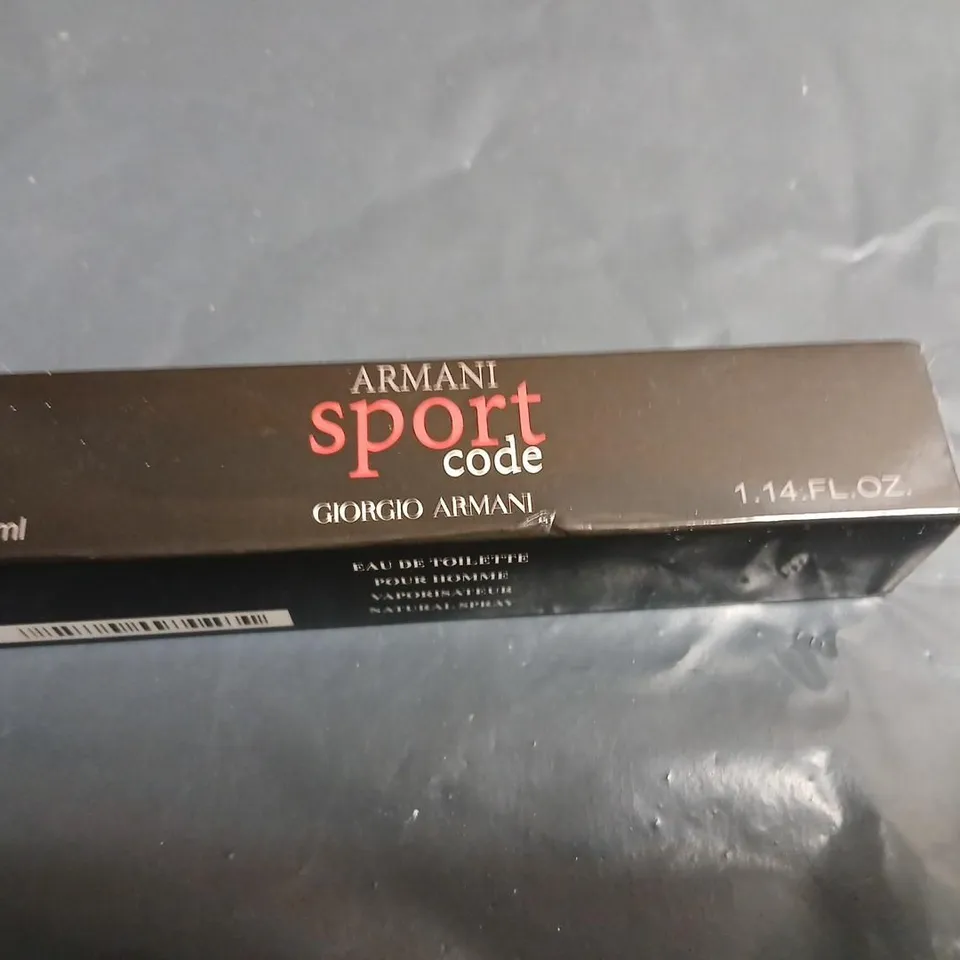 ARMANI
sport
code
GIORGIO ARMANI
ml
1.14.FL.OZ.
EAU DE TOILETTE
POUR HOMME
VAPORISATEUR
NATURAL SPRAY